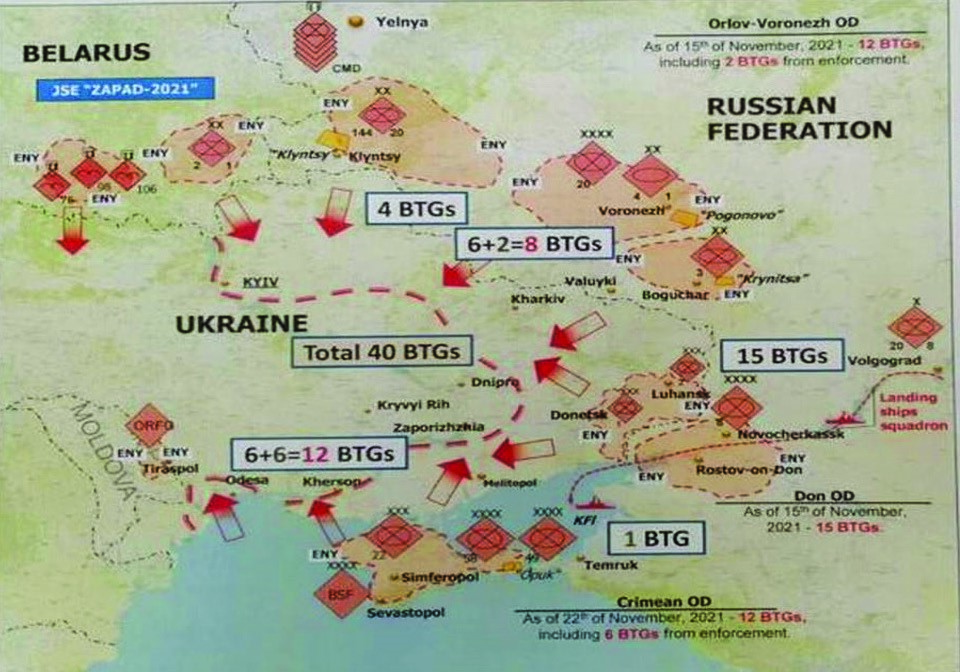 Yelnya
Orlov-Voronezh OD
As of 15th of November, 2021 - 12 BTGs,
including 2 BTGs from enforcement.
BELARUS
CMD
JSE "ZAPAD-2021"
RUSSIAN
FEDERATION
XX
ENY
144 20
XX
ENY
ENY
2 1
"Klyntsy"
Klyntsy
ENY
XXXX
20
XX
4 1
ENY
ENY
98
106
76
ENY
ENY
Voronezh
"Pogonovo"
4 BTGs
6+2=8 BTGs
XX
ENY
3
"Krynitsa"
Valuyki
Boguchar
ENY
KYIV
Kharkiv
UKRAINE
X
20 8
Volgograd
Total 40 BTGs
15 BTGs
XXX
2
Dnipro
Luhansk
XXXX
8
ENY
XXX
Donetsk
Landing
ships
squadron
Kryvyi Rih
MOLDOVA
ORFG
Zaporizhzhia
ENY
Novocherkassk
ENY ENY
Tiraspol
6+6=12 BTGs
ENY
Rostov-on-Don
ENY
Odesa
Kherson
Melitopol
Don OD
As of 15th of November,
2021 - 15 BTGs.
KFl
XXX
22
XXXX
58
XXXX
49
1 BTG
ENY
XXXX
BSF
Simferopol
"Opuk"
Temruk
Sevastopol
Crimean OD
As of 22th of November, 2021 - 12 BTGs,
including 6 BTGs from enforcement.